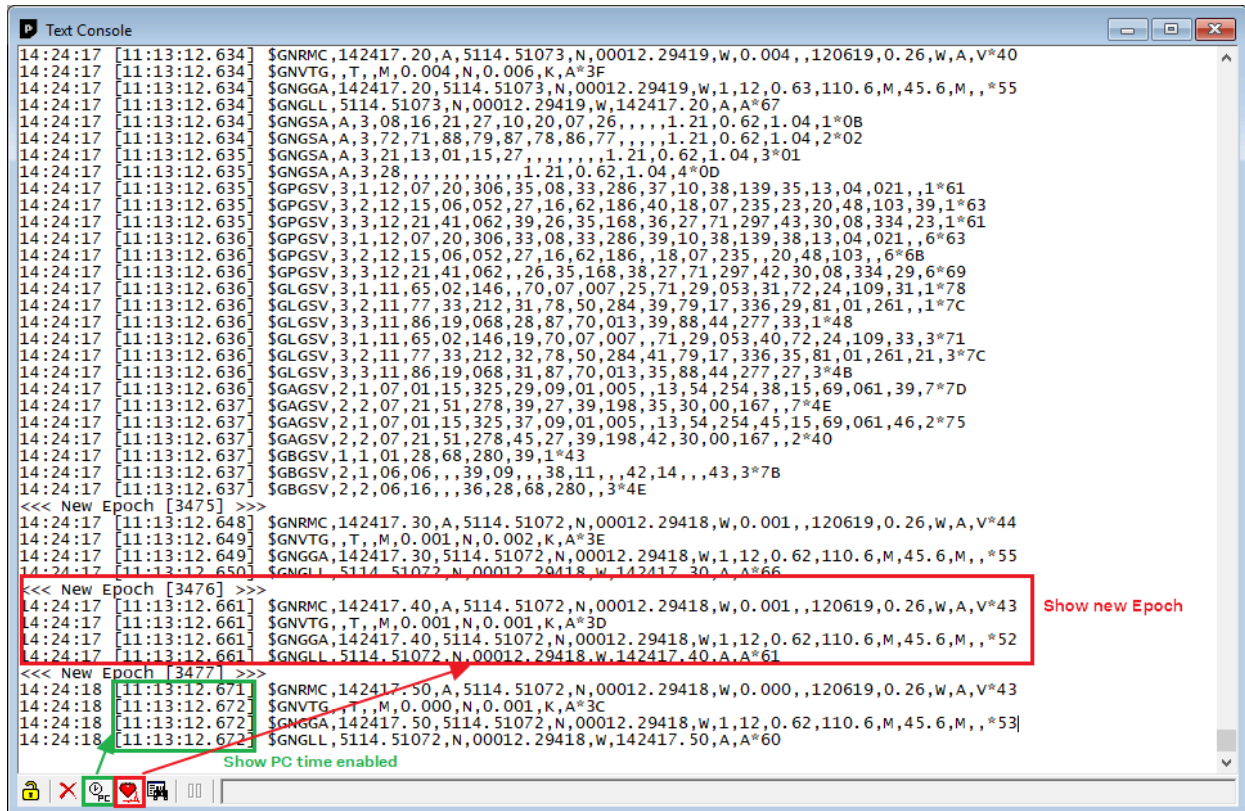 Text Console
14:24:17 [11:13:12.634] $GNRMC,142417.20,A,5114.51073,N,00012.29419,W,0.004,,120619,0.26,W,A,V*40
14:24:17 [11:13:12.634] $GNVTG,,T,,M,0.004,N,0.006,K,A*3F
14:24:17 [11:13:12.634] $GNGGA,142417.20,5114.51073,N,00012.29419,W,1,12,0.63,110.6,M,45.6,M,,*55
14:24:17 [11:13:12.634] $GNGLL,5114.51073,N,00012.29419,W,142417.20,A,A*67
14:24:17 [11:13:12.634] $GNGSA,A,3,08,16,21,27,10,20,07,26,,,,,1.21,0.62,1.04,1*0B
14:24:17 [11:13:12.634] $GNGSA,A,3,72,71,88,79,87,78,86,77,,,,,1.21,0.62,1.04,2*02
14:24:17 [11:13:12.635] $GNGSA,A,3,21,13,01,15,27,,,,,,,,1.21,0.62,1.04,3*01
14:24:17 [11:13:12.635] $GNGSA,A,3,28,,,,,,,,,,,,1.21,0.62,1.04,4*0D
14:24:17 [11:13:12.635] $GPGSV,3,1,12,07,20,306,35,08,33,286,37,10,38,139,35,13,04,021,,1*61
14:24:17 [11:13:12.635] $GPGSV,3,2,12,15,06,052,27,16,62,186,40,18,07,235,23,20,48,103,39,1*63
14:24:17 [11:13:12.635] $GPGSV,3,3,12,21,41,062,39,26,35,168,36,27,71,297,43,30,08,334,23,1*61
14:24:17 [11:13:12.636] $GPGSV,3,1,12,07,20,306,33,08,33,286,39,10,38,139,38,13,04,021,,6*63
14:24:17 [11:13:12.636] $GPGSV,3,2,12,15,06,052,27,16,62,186,,18,07,235,,20,48,103,,6*6B
14:24:17 [11:13:12.636] $GPGSV,3,3,12,21,41,062,,26,35,168,38,27,71,297,42,30,08,334,29,6*69
14:24:17 [11:13:12.636] $GLGSV,3,1,11,65,02,146,,70,07,007,25,71,29,053,31,72,24,109,31,1*78
14:24:17 [11:13:12.636] $GLGSV,3,2,11,77,33,212,31,78,50,284,39,79,17,336,29,81,01,261,,1*7C
14:24:17 [11:13:12.636] $GLGSV,3,3,11,86,19,068,28,87,70,013,39,88,44,277,33,1*48
14:24:17 [11:13:12.636] $GLGSV,3,1,11,65,02,146,19,70,07,007,,71,29,053,40,72,24,109,33,3*71
14:24:17 [11:13:12.636] $GLGSV,3,2,11,77,33,212,32,78,50,284,41,79,17,336,35,81,01,261,21,3*7C
14:24:17 [11:13:12.636] $GLGSV,3,3,11,86,19,068,31,87,70,013,35,88,44,277,27,3*4B
14:24:17 [11:13:12.636] $GAGSV,2,1,07,01,15,325,29,09,01,005,,13,54,254,38,15,69,061,39,7*7D
14:24:17 [11:13:12.637] $GAGSV,2,2,07,21,51,278,39,27,39,198,35,30,00,167,,7*4E
14:24:17 [11:13:12.637] $GAGSV,2,1,07,01,15,325,37,09,01,005,,13,54,254,45,15,69,061,46,2*75
14:24:17 [11:13:12.637] $GAGSV,2,2,07,21,51,278,45,27,39,198,42,30,00,167,,2*40
14:24:17 [11:13:12.637] $GBGSV,1,1,01,28,68,280,39,1*43
14:24:17 [11:13:12.637] $GBGSV,2,1,06,06,,,39,09,,,38,11,,,42,14,,,43,3*7B
14:24:17 [11:13:12.637] $GBGSV,2,2,06,16,,,36,28,68,280,,3*4E
<<< New Epoch [3475] >>>
14:24:17 [11:13:12.648] $GNRMC,142417.30,A,5114.51072,N,00012.29418,W,0.001,,120619,0.26,W,A,V*44
14:24:17 [11:13:12.649] $GNVTG,,T,,M,0.001,N,0.002,K,A*3E
14:24:17 [11:13:12.649] $GNGGA,142417.30,5114.51072,N,00012.29418,W,1,12,0.62,110.6,M,45.6,M,,*55
14:24:17 [11:13:12.650] $GNGLL,5114.51072,N,00012.29418,W,142417.30,A,A*66
<<< New Epoch [3476] >>>
14:24:17 [11:13:12.661] $GNRMC,142417.40,A,5114.51072,N,00012.29418,W,0.001,,120619,0.26,W,A,V*43
Show new Epoch
14:24:17 [11:13:12.661] $GNVTG,,T,,M,0.001,N,0.001,K,A*3D
14:24:17 [11:13:12.661] $GNGGA,142417.40,5114.51072,N,00012.29418,W,1,12,0.62,110.6,M,45.6,M,,*52
14:24:17 [11:13:12.661] $GNGLL,5114.51072,N,00012.29418,W,142417.40,A,A*61
<<< New Epoch [3477] >>>
14:24:18 [11:13:12.671] $GNRMC,142417.50,A,5114.51072,N,00012.29418,W,0.000,,120619,0.26,W,A,V*43
14:24:18 [11:13:12.672] $GNVTG,,T,,M,0.000,N,0.001,K,A*3C
14:24:18 [11:13:12.672] $GNGGA,142417.50,5114.51072,N,00012.29418,W,1,12,0.62,110.6,M,45.6,M,,*53
14:24:18 [11:13:12.672] $GNGLL,5114.51072,N,00012.29418,W,142417.50,A,A*60
Show PC time enabled
PC